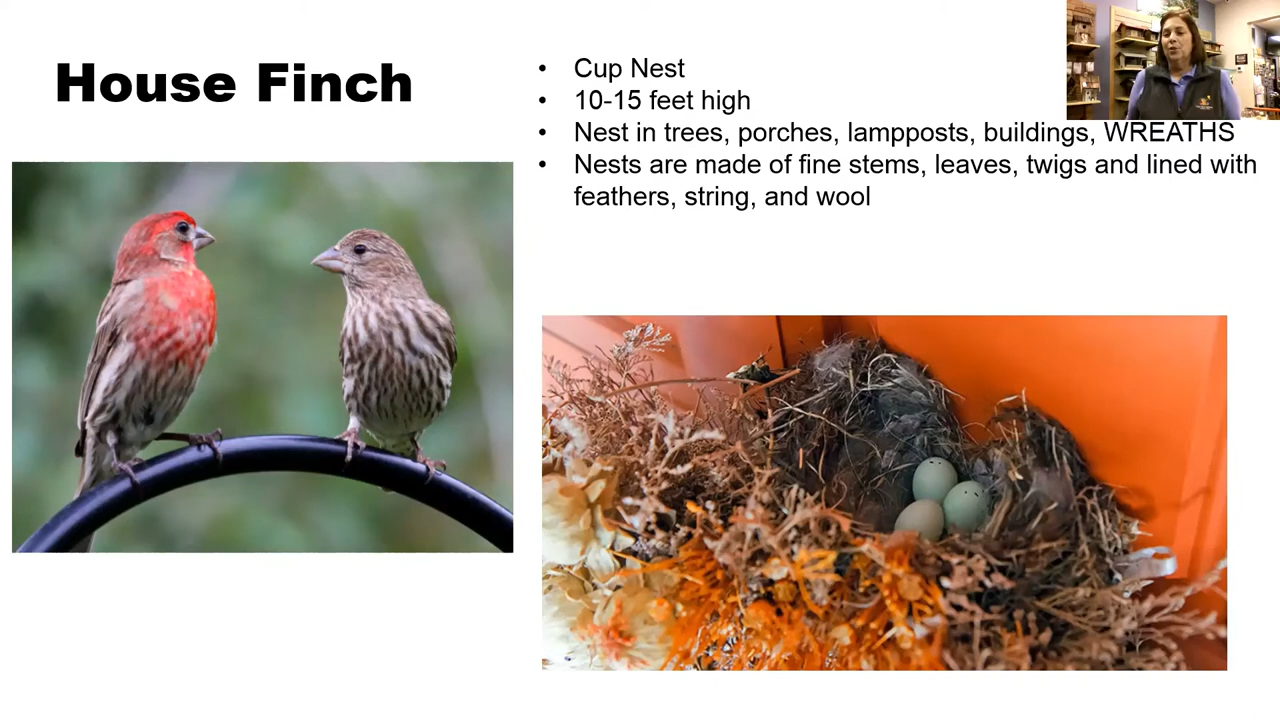 House Finch
• Cup Nest
• 10-15 feet high
• Nest in trees, porches, lampposts, buildings, WREATHS
• Nests are made of fine stems, leaves, twigs and lined with
feathers, string, and wool